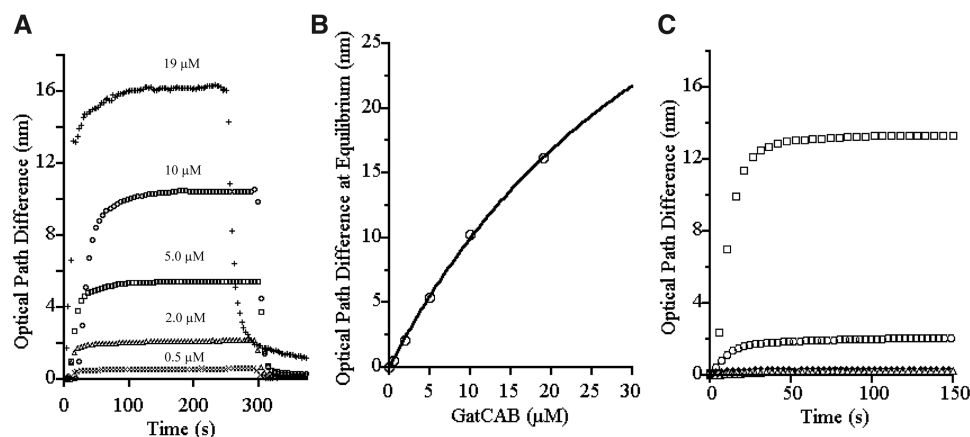 A
Optical Path Difference (nm)
16
12
8
4
0
19 µM
10 µM
5.0 µM
2.0 µM
0.5 µM
0 100 200 300
Time (s)
B
Optical Path Difference at Equilibrium (nm)
25
20
15
10
5
0
0 5 10 15 20 25 30
GatCAB (µM)
C
Optical Path Difference (nm)
16
12
8
4
0
0 50 100 150
Time (s)